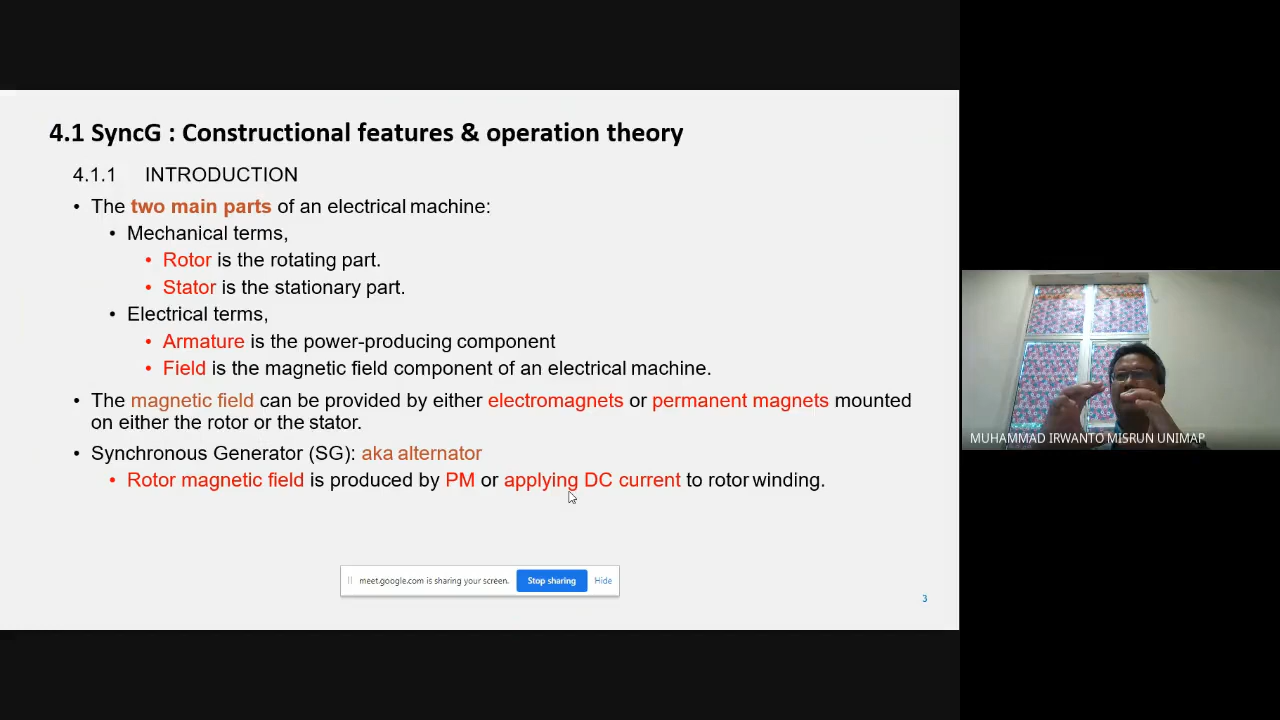 4.1 SyncG : Constructional features & operation theory
4.1.1 INTRODUCTION
• The two main parts of an electrical machine:
• Mechanical terms,
• Rotor is the rotating part.
• Stator is the stationary part.
• Electrical terms,
• Armature is the power-producing component
• Field is the magnetic field component of an electrical machine.
• The magnetic field can be provided by either electromagnets or permanent magnets mounted
on either the rotor or the stator.
• Synchronous Generator (SG): aka alternator
• Rotor magnetic field is produced by PM or applying DC current to rotor winding.
meet.google.com is sharing your screen. Stop sharing Hide
3
MUHAMMAD IRWANTO MISRUN UNIMAP